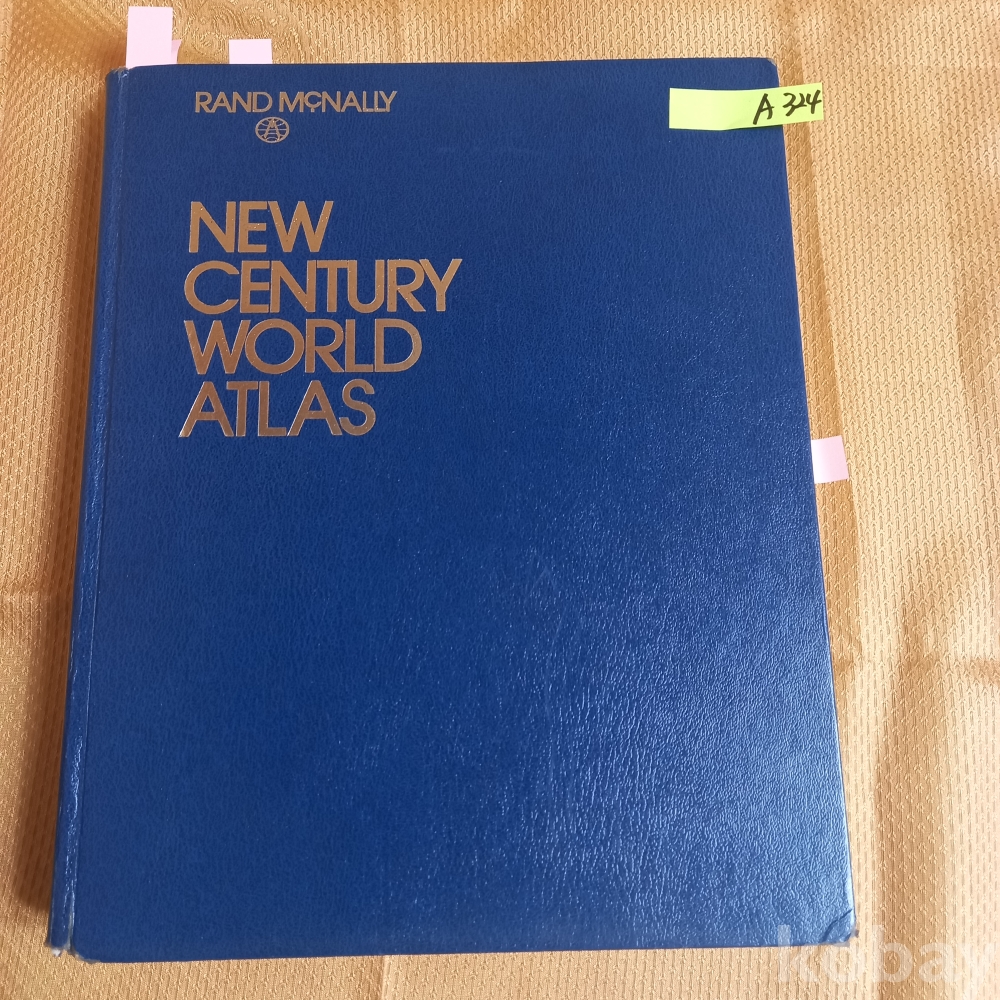 RAND McNALLY
A 324
NEW
CENTURY
WORLD
ATLAS
kobay